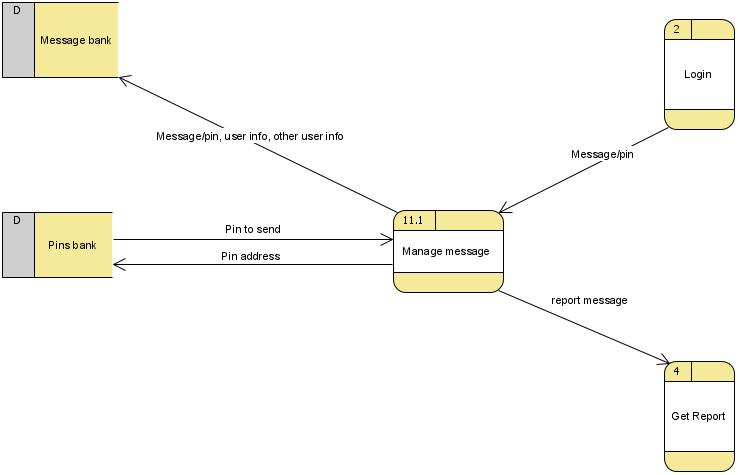 D
Message bank
2
Login
Message/pin, user info, other user info
Message/pin
D
Pins bank
Pin to send
Pin address
11.1
Manage message
report message
4
Get Report